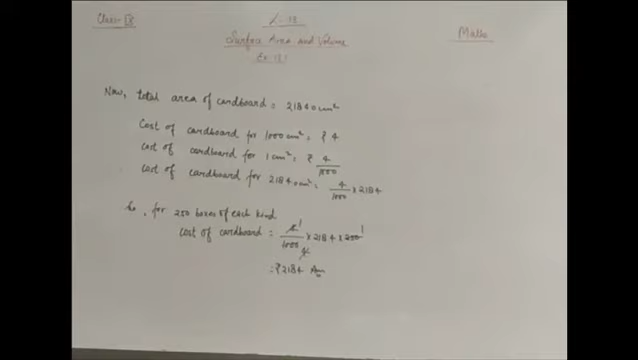 Class-IX
L-13
Surface Area and Volume
Ex 13.1
Maths
Now, total area of cardboard = 21840 cm²
Cost of cardboard for 1000 cm² = ₹ 4
Cost of cardboard for 1 cm² = ₹ 4/1000
Cost of cardboard for 2184.0 cm² = 4/1000 × 2184
So, for 250 boxes of each kind
Cost of cardboard = 4/1000 × 2184 × 250
= ₹ 2184 Ans